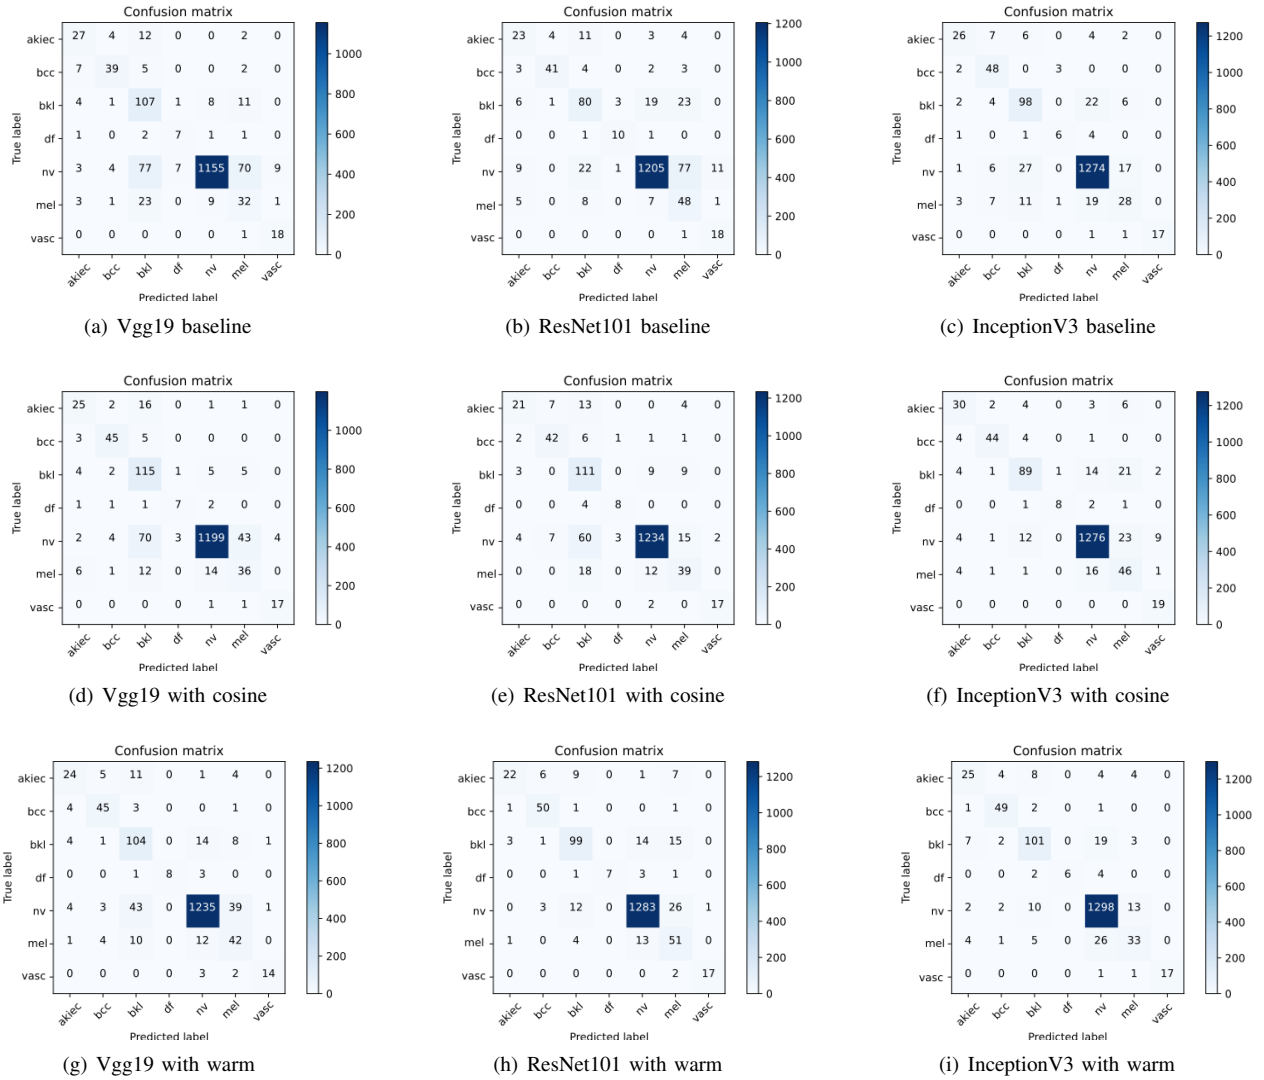 Confusion matrix Confusion matrix Confusion matrix
akiec 27 4 12 0 0 2 0 akiec 23 4 11 0 3 4 0 akiec 26 7 6 0 4 2 0
bcc 7 39 5 0 0 2 0 bcc 3 41 4 0 2 3 0 bcc 2 48 0 3 0 0 0
bkl 4 1 107 1 8 11 0 bkl 6 1 80 3 19 23 0 bkl 2 4 98 0 22 6 0
df 1 0 2 7 1 1 0 df 0 0 1 10 1 0 0 df 1 0 1 6 4 0 0
nv 3 4 77 7 1155 70 9 nv 9 0 22 1 1205 77 11 nv 1 6 27 0 1274 17 0
mel 3 1 23 0 9 32 1 mel 5 0 8 0 7 48 1 mel 3 7 11 1 19 28 0
vasc 0 0 0 0 0 1 18 vasc 0 0 0 0 0 1 18 vasc 0 0 0 0 1 1 17
True label True label True label
akiec bcc bkl df nv mel vasc akiec bcc bkl df nv mel vasc akiec bcc bkl df nv mel vasc
Predicted label Predicted label Predicted label
1000 800 600 400 200 0
1200 1000 800 600 400 200 0
1200 1000 800 600 400 200 0
(a) Vgg19 baseline (b) ResNet101 baseline (c) InceptionV3 baseline
Confusion matrix Confusion matrix Confusion matrix
akiec 25 2 16 0 1 1 0 akiec 21 7 13 0 0 4 0 akiec 30 2 4 0 3 6 0
bcc 3 45 5 0 0 0 0 bcc 2 42 6 1 1 1 0 bcc 4 44 4 0 1 0 0
bkl 4 2 115 1 5 5 0 bkl 3 0 111 0 9 9 0 bkl 4 1 89 1 14 21 2
df 1 1 1 7 2 0 0 df 0 0 4 8 0 0 0 df 0 0 1 8 2 1 0
nv 2 4 70 3 1199 43 4 nv 4 7 60 3 1234 15 2 nv 4 1 12 0 1276 23 9
mel 6 1 12 0 14 36 0 mel 0 0 18 0 12 39 0 mel 4 1 1 0 16 46 1
vasc 0 0 0 0 1 1 17 vasc 0 0 0 0 2 0 17 vasc 0 0 0 0 0 0 19
True label True label True label
akiec bcc bkl df nv mel vasc akiec bcc bkl df nv mel vasc akiec bcc bkl df nv mel vasc
Predicted label Predicted label Predicted label
1000 800 600 400 200 0
1200 1000 800 600 400 200 0
1200 1000 800 600 400 200 0
(d) Vgg19 with cosine (e) ResNet101 with cosine (f) InceptionV3 with cosine
Confusion matrix Confusion matrix Confusion matrix
akiec 24 5 11 0 1 4 0 akiec 22 6 9 0 1 7 0 akiec 25 4 8 0 4 4 0
bcc 4 45 3 0 0 1 0 bcc 1 50 1 0 0 1 0 bcc 1 49 2 0 1 0 0
bkl 4 1 104 0 14 8 1 bkl 3 1 99 0 14 15 0 bkl 7 2 101 0 19 3 0
df 0 0 1 8 3 0 0 df 0 0 1 7 3 1 0 df 0 0 2 6 4 0 0
nv 4 3 43 0 1235 39 1 nv 0 3 12 0 1283 26 1 nv 2 2 10 0 1298 13 0
mel 1 4 10 0 12 42 0 mel 1 0 4 0 13 51 0 mel 4 1 5 0 26 33 0
vasc 0 0 0 0 3 2 14 vasc 0 0 0 0 0 2 17 vasc 0 0 0 0 1 1 17
True label True label True label
akiec bcc bkl df nv mel vasc akiec bcc bkl df nv mel vasc akiec bcc bkl df nv mel vasc
Predicted label Predicted label Predicted label
1200 1000 800 600 400 200 0
1200 1000 800 600 400 200 0
1200 1000 800 600 400 200 0
(g) Vgg19 with warm (h) ResNet101 with warm (i) InceptionV3 with warm